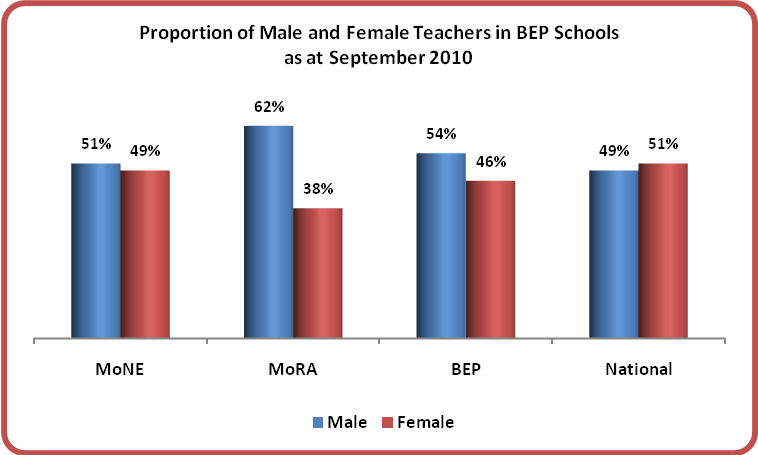 Proportion of Male and Female Teachers in BEP Schools
as at September 2010
51% 49% 62% 38% 54% 46% 49% 51%
MoNE MoRA BEP National
Male Female